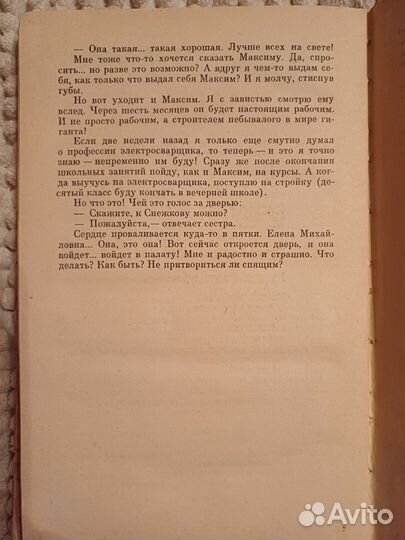 — Она такая... такая хорошая. Лучше всех на свете!
Мне тоже что-то хочется сказать Максиму. Да, спро-
сить... но разве это возможно? А вдруг я чем-то выдам се-
бя, как только что выдал себя Максим? И я молчу, стиснув
губы.
Но вот уходит и Максим. Я с завистью смотрю ему
вслед. Через шесть месяцев он будет настоящим рабочим.
И не просто рабочим, а строителем небывалого в мире ги-
ганта!
Если две недели назад я только еще смутно думал
о профессии электросварщика, то теперь — и это я точно
знаю — непременно им буду! Сразу же после окончания
школьных занятий пойду, как и Максим, на курсы. А ко-
гда выучусь на электросварщика, поступлю на стройку (де-
сятый класс буду кончать в вечерней школе).
Но что это! Чей это голос за дверью:
— Скажите, к Снежкову можно?
— Пожалуйста,— отвечает сестра.
Сердце проваливается куда-то в пятки. Елена Михай-
ловна... Она, это она! Вот сейчас откроется дверь, и она
войдет... войдет в палату! Мне и радостно и страшно. Что
делать? Как быть? Не притвориться ли спящим?
Avito